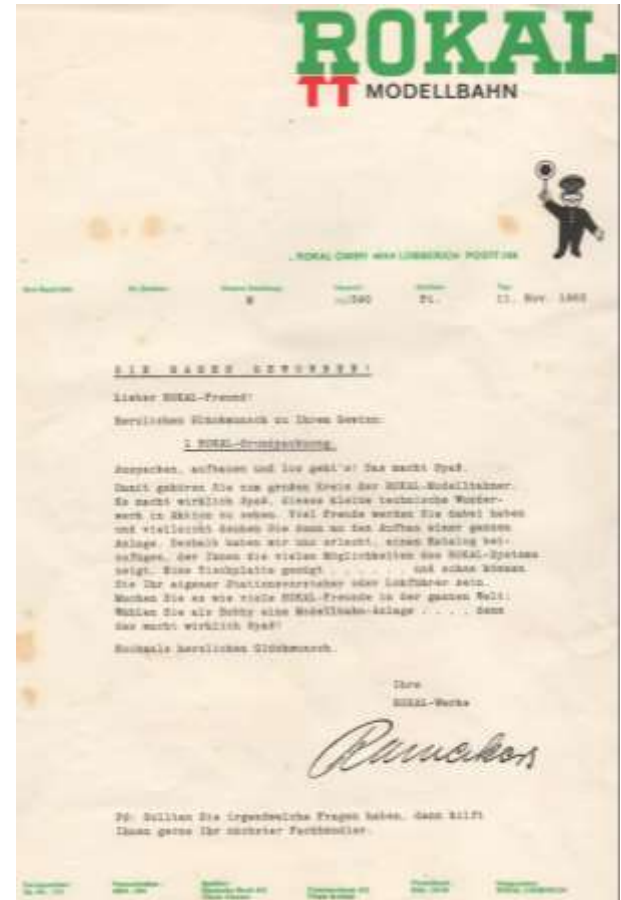 ROKAL
TT MODELLBAHN
ROKAL GMBH 4054 LOBBERICH POSTF.
11. Nov.
SIE HABEN GEWONNEN!
Lieber ROKAL-Freund!
Herzlichen Glückwunsch zu Ihrem Gewinn:
1 ROKAL-Grundpackung
Auspacken, aufbauen und los geht's! Das macht Spaß.
Damit gehören Sie zum großen Kreis der ROKAL-Modellbahner.
Es macht wirklich Spaß, dieses kleine technische Wunder-
werk in Aktion zu sehen. Viel Freude werden Sie dabei haben
und vielleicht denken Sie dann an den Aufbau einer ganzen
Anlage. Deshalb haben wir uns erlaubt, einen Katalog bei-
zufügen, der Ihnen die vielen Möglichkeiten des ROKAL-Systems
zeigt. Eine Tischplatte genügt . . . . . und schon können
Sie Ihr eigener Stationsvorsteher oder Lokführer sein.
Machen Sie es wie viele ROKAL-Freunde in der ganzen Welt:
Wählen Sie als Hobby eine Modellbahn-Anlage . . . . denn
das macht wirklich Spaß!
Nochmals herzlichen Glückwunsch.
Ihre
ROKAL-Werke
PS: Sollten Sie irgendwelche Fragen haben, dann hilft
Ihnen gerne Ihr nächster Fachhändler.